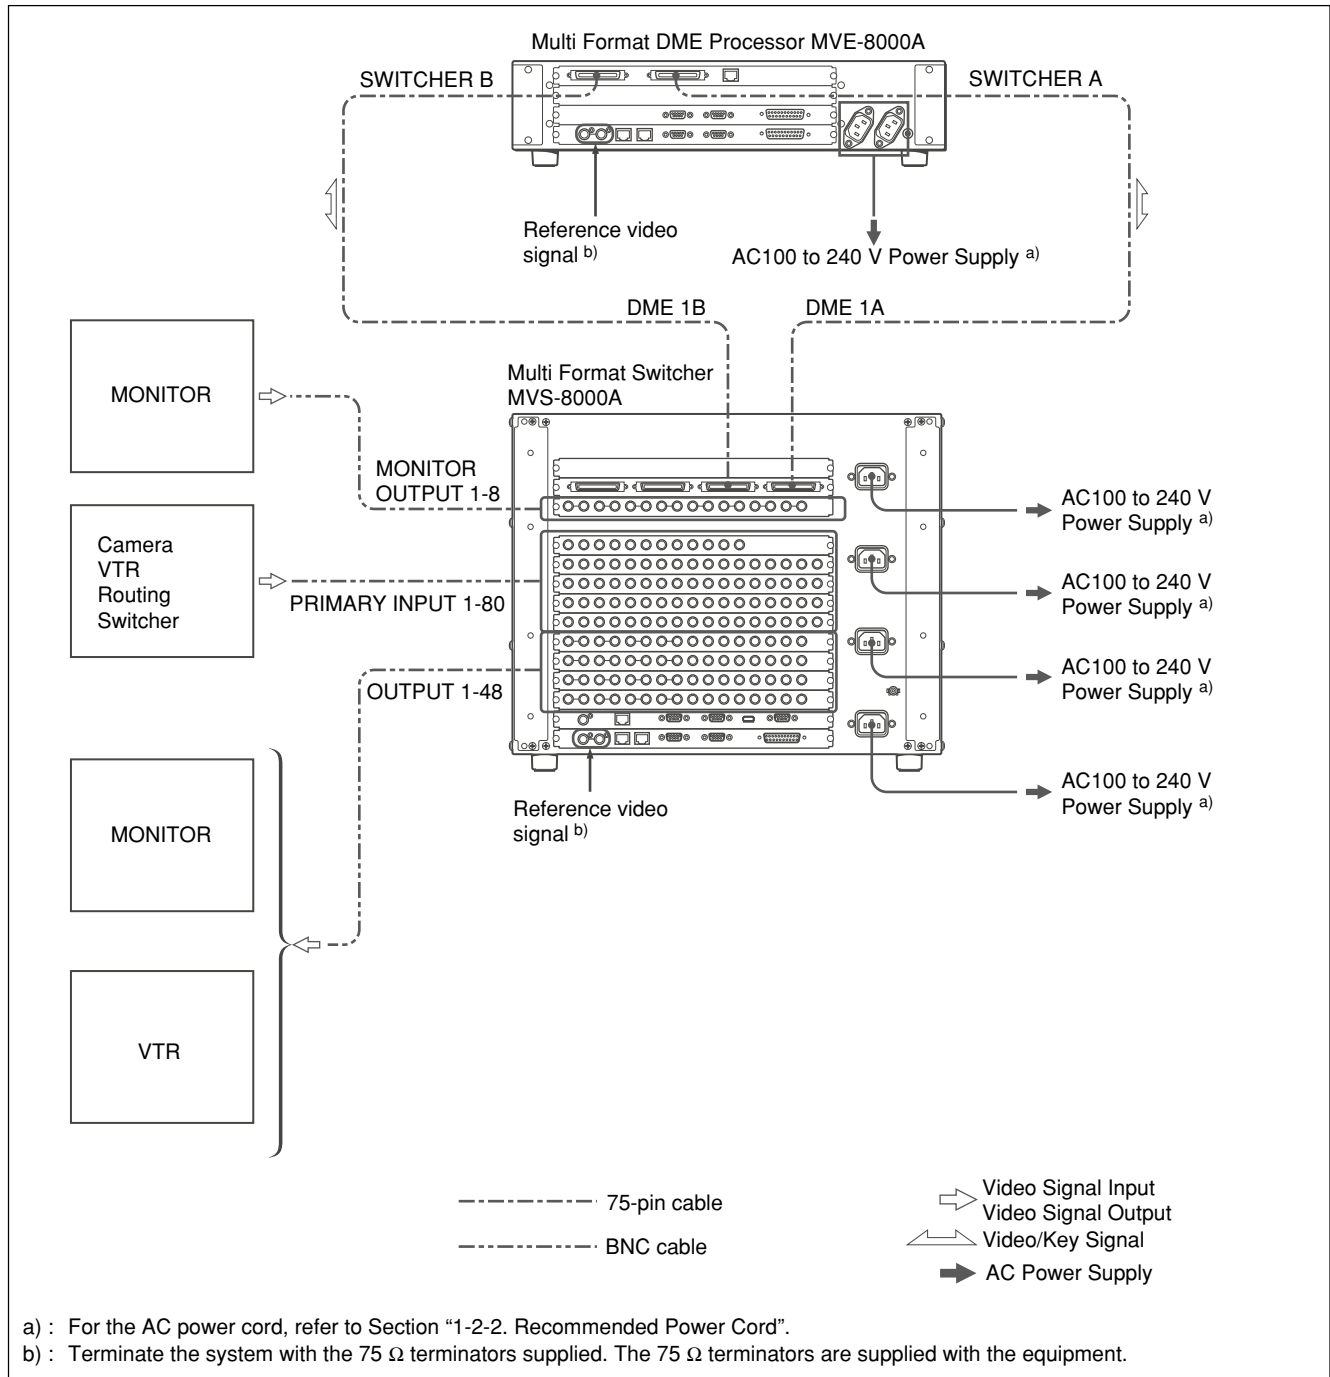 Multi Format DME Processor MVE-8000A
SWITCHER B
SWITCHER A
Reference video
signal b)
AC100 to 240 V Power Supply a)
DME 1B
DME 1A
MONITOR
Multi Format Switcher
MVS-8000A
MONITOR
OUTPUT 1-8
AC100 to 240 V
Power Supply a)
Camera
VTR
Routing
Switcher
PRIMARY INPUT 1-80
AC100 to 240 V
Power Supply a)
OUTPUT 1-48
AC100 to 240 V
Power Supply a)
AC100 to 240 V
Power Supply a)
Reference video
signal b)
MONITOR
VTR
75-pin cable
BNC cable
Video Signal Input
Video Signal Output
Video/Key Signal
AC Power Supply
a) : For the AC power cord, refer to Section “1-2-2. Recommended Power Cord”.
b) : Terminate the system with the 75 Ω terminators supplied. The 75 Ω terminators are supplied with the equipment.